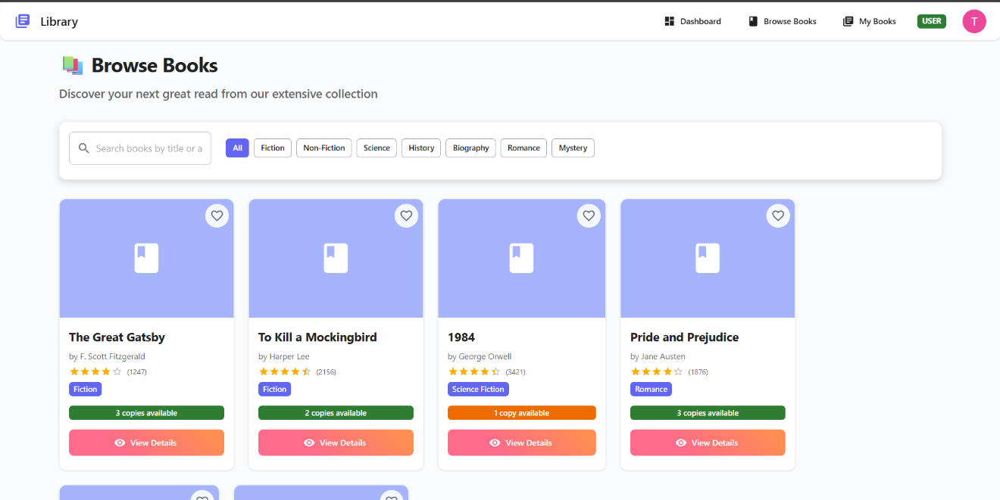 Library
Dashboard
Browse Books
My Books
USER
T
Browse Books
Discover your next great read from our extensive collection
Search books by title or a
All
Fiction
Non-Fiction
Science
History
Biography
Romance
Mystery
The Great Gatsby
by F. Scott Fitzgerald
(1247)
Fiction
3 copies available
View Details
To Kill a Mockingbird
by Harper Lee
(2156)
Fiction
2 copies available
View Details
1984
by George Orwell
(3421)
Science Fiction
1 copy available
View Details
Pride and Prejudice
by Jane Austen
(1876)
Romance
3 copies available
View Details